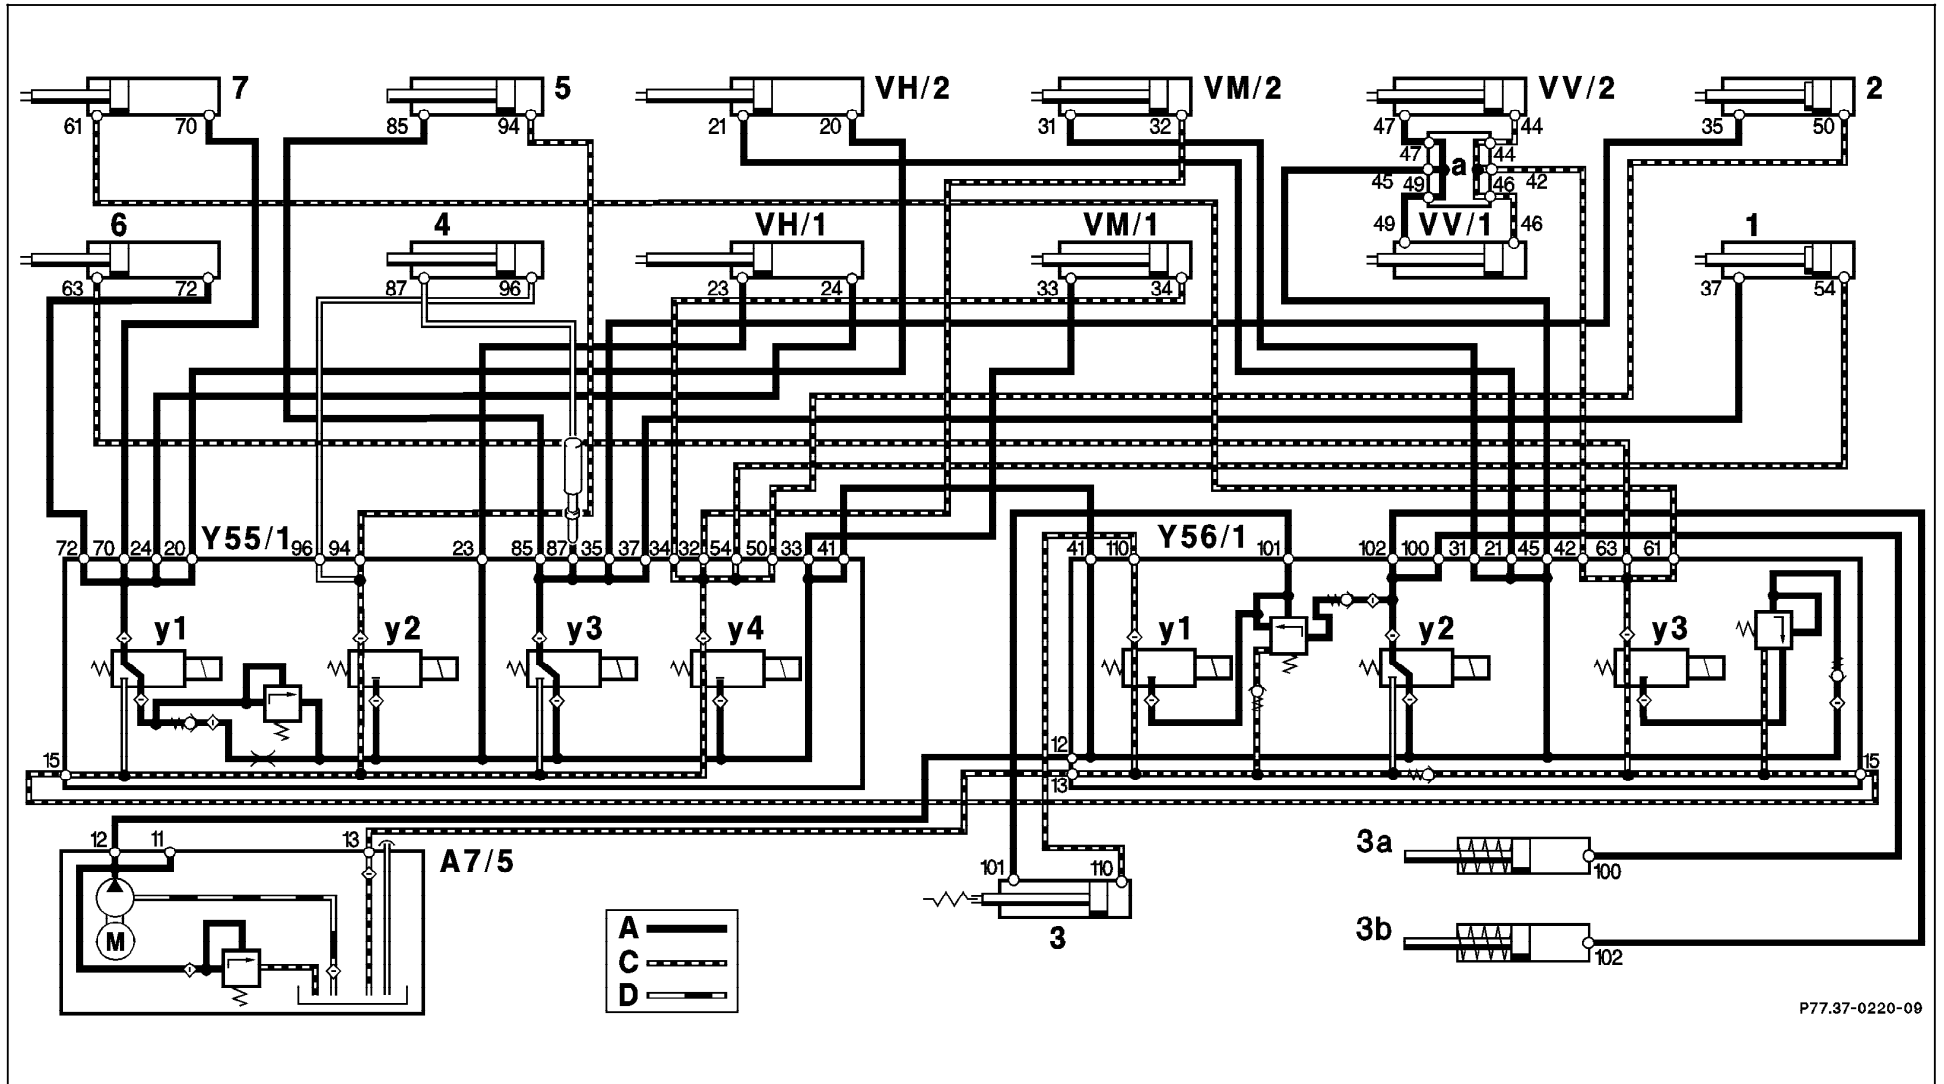 7 5 VH/2 VM/2 VV/2 2
61 70 85 94 21 20 31 32 47 44 35 50
47 44
a
45 49 46 42
6 4 VH/1 VM/1 49 VV/1 46 1
63 72 87 96 23 24 33 34 37 54
72 70 24 20 Y55/1 96 94 23 85 87 35 37 34 32 54 50 33 41
41 110 Y56/1 101 102 100 31 21 45 42 63 61
y1 y2 y3 y4
y1 y2 y3
15 12 13 15
12 11 13 A7/5
M
A
C
D
101 110
3
3a 100
3b 102
P77.37-0220-09